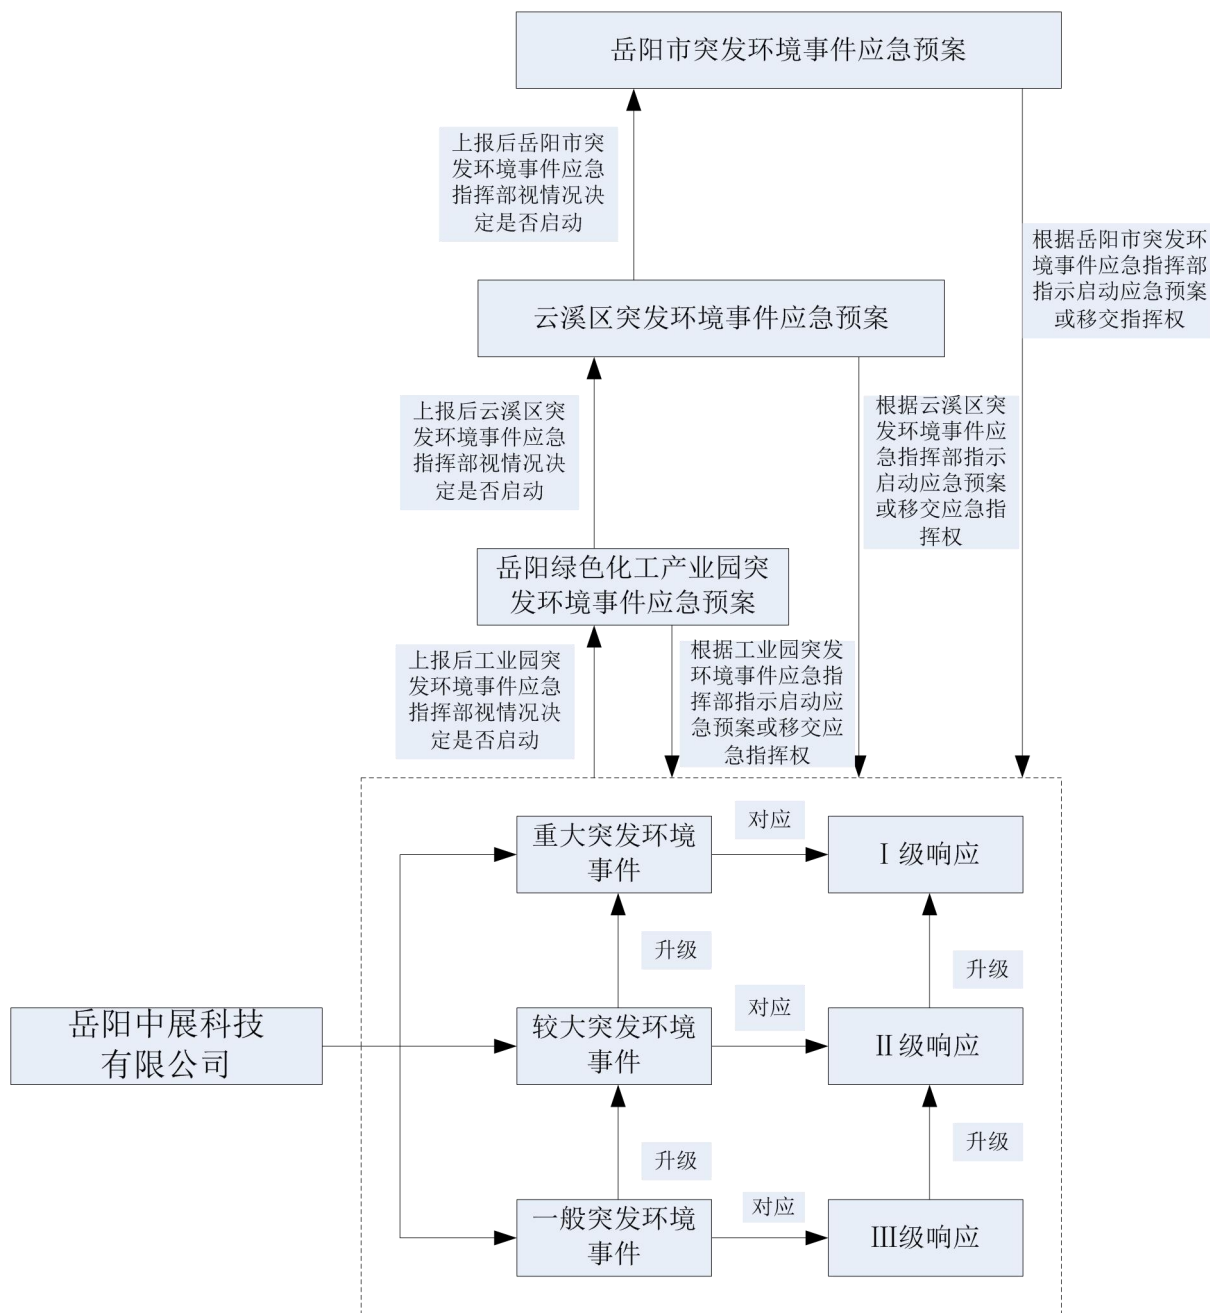 岳阳市突发环境事件应急预案
上报后岳阳市突
发环境事件应急
指挥部视情况决
定是否启动
根据岳阳市突发环
境事件应急指挥部
指示启动应急预案
或移交指挥权
云溪区突发环境事件应急预案
上报后云溪区突
发环境事件应急
指挥部视情况决
定是否启动
根据云溪区突
发环境事件应
急指挥部指示
启动应急预案
或移交应急指
挥权
岳阳绿色化工产业园突
发环境事件应急预案
上报后工业园突
发环境事件应急
指挥部视情况决
定是否启动
根据工业园突发
环境事件应急指
挥部指示启动应
急预案或移交应
急指挥权
重大突发环境
事件
对应
Ⅰ级响应
升级
升级
岳阳中展科技
有限公司
较大突发环境
事件
对应
Ⅱ级响应
升级
升级
一般突发环境
事件
对应
Ⅲ级响应